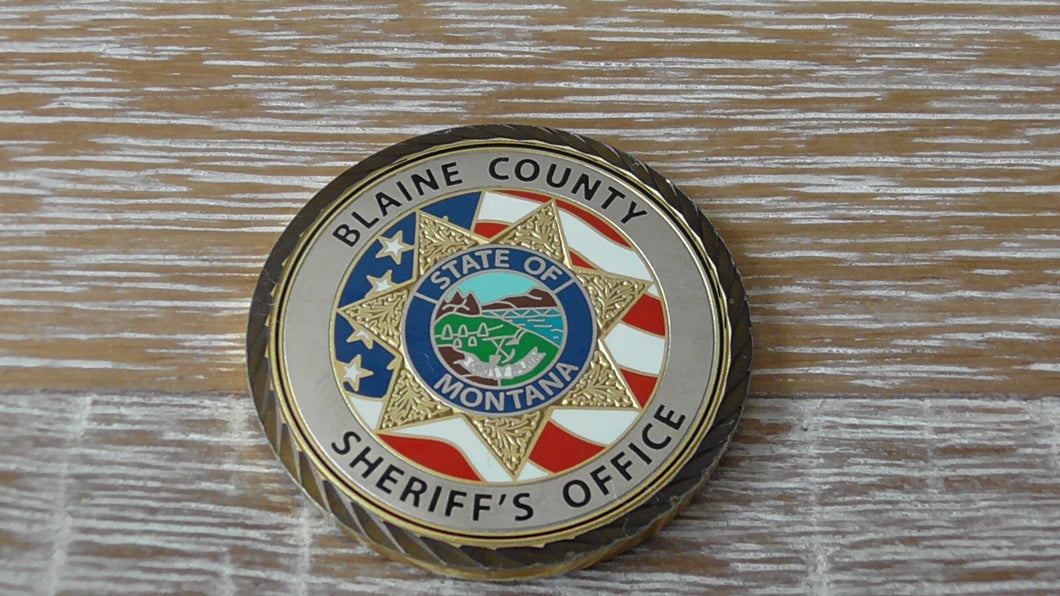 BLAINE COUNTY
STATE OF
MONTANA
SHERIFF'S OFFICE